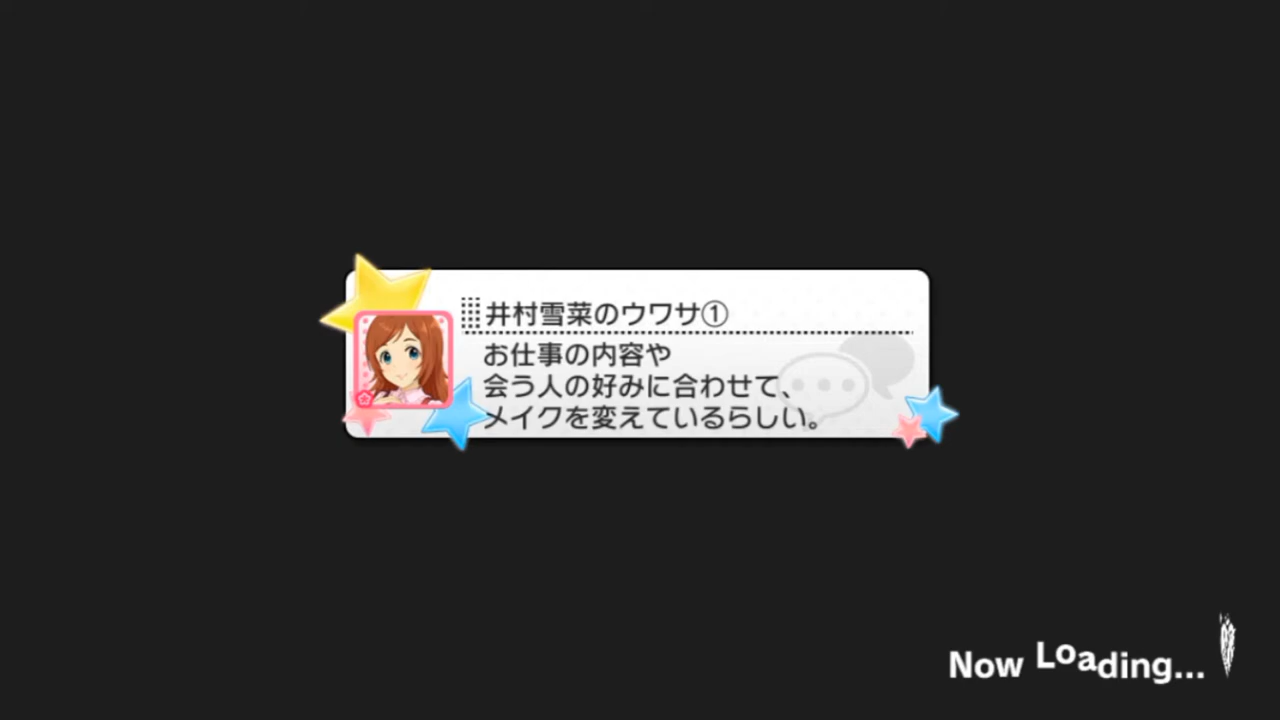 井村雪菜のウワサ①
お仕事の内容や
会う人の好みに合わせて、
メイクを変えているらしい。
Now Loading...